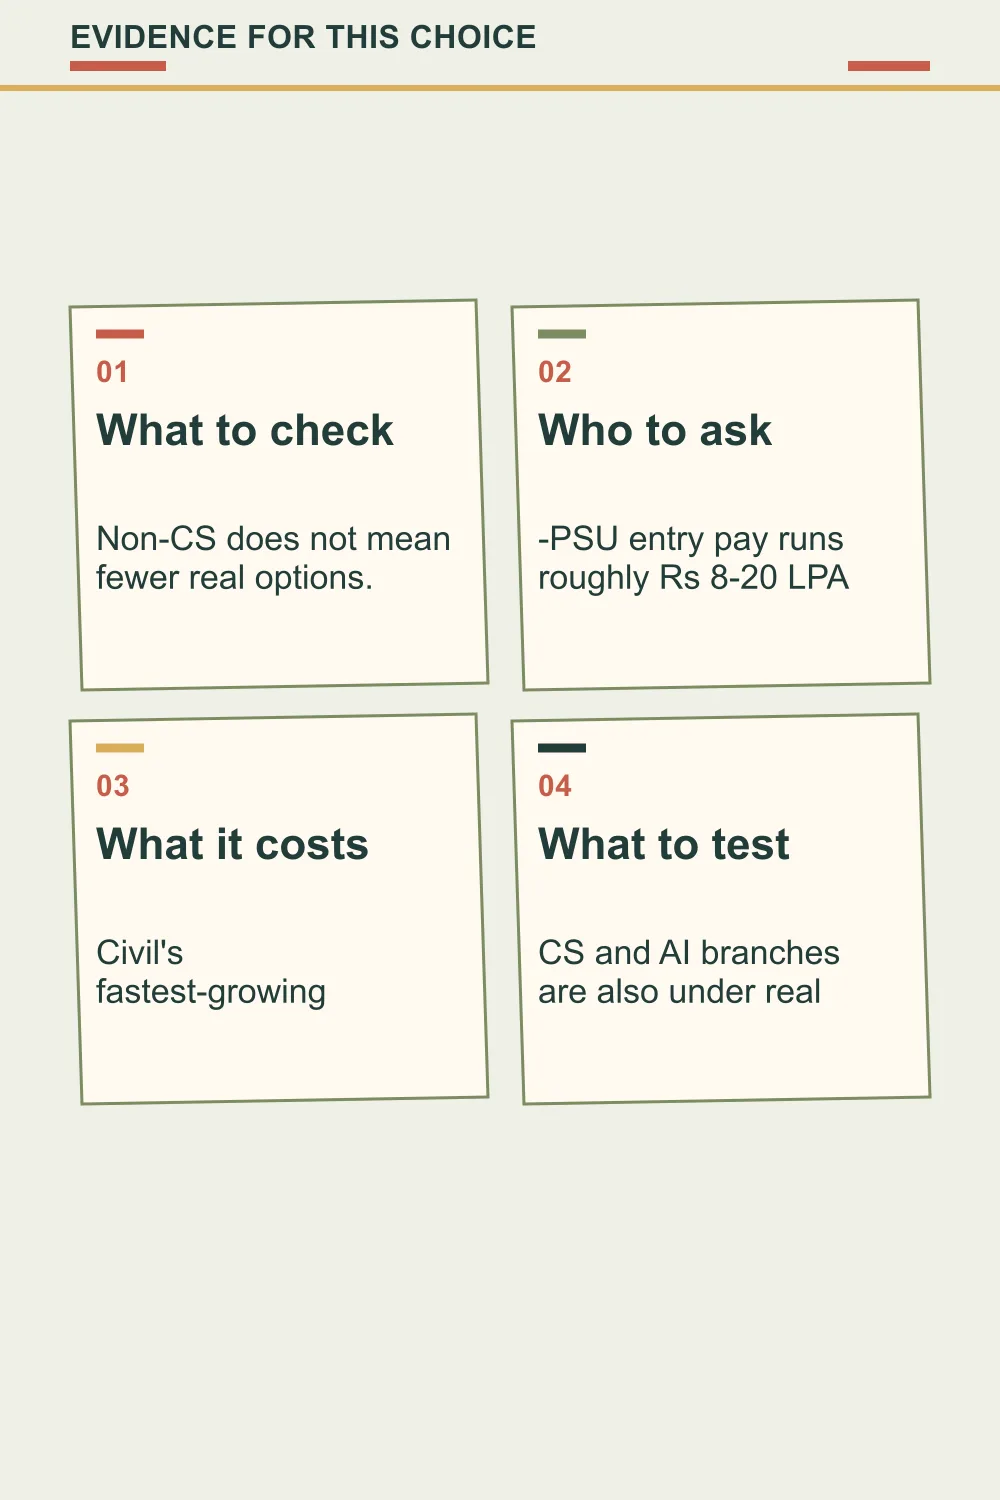 EVIDENCE FOR THIS CHOICE
01
What to check
Non-CS does not mean
fewer real options.
02
Who to ask
-PSU entry pay runs
roughly Rs 8-20 LPA
03
What it costs
Civil's
fastest-growing
04
What to test
CS and AI branches
are also under real